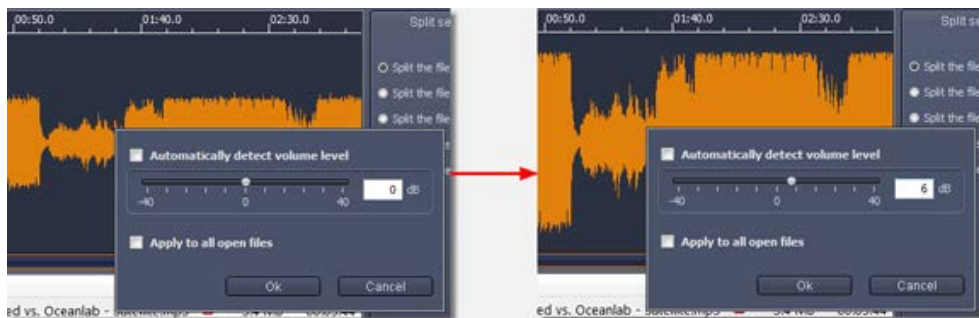 00:50.0 01:40.0 02:30.0 Split se
Split the file
Split the file
Split the file
Automatically detect volume level
0 dB
-40 0 40
Apply to all open files
Ok Cancel
ed vs. Oceanlab - 
00:50.0 01:40.0 02:30.0 Split se
Split the file
Split the file
Split the file
Automatically detect volume level
6 dB
-40 0 40
Apply to all open files
Ok Cancel
ed vs. Oceanlab -